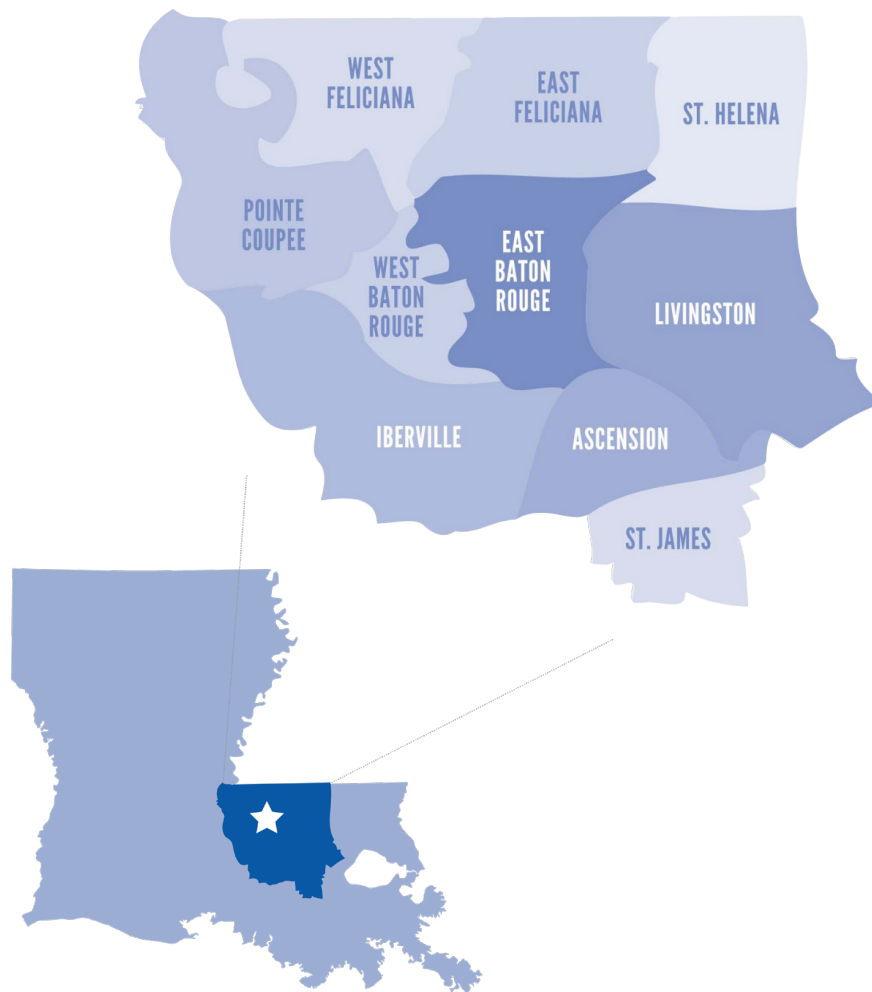 WEST
FELICIANA
EAST
FELICIANA
ST. HELENA
POINTE
COUPEE
WEST
BATON
ROUGE
EAST
BATON
ROUGE
LIVINGSTON
IBERVILLE
ASCENSION
ST. JAMES